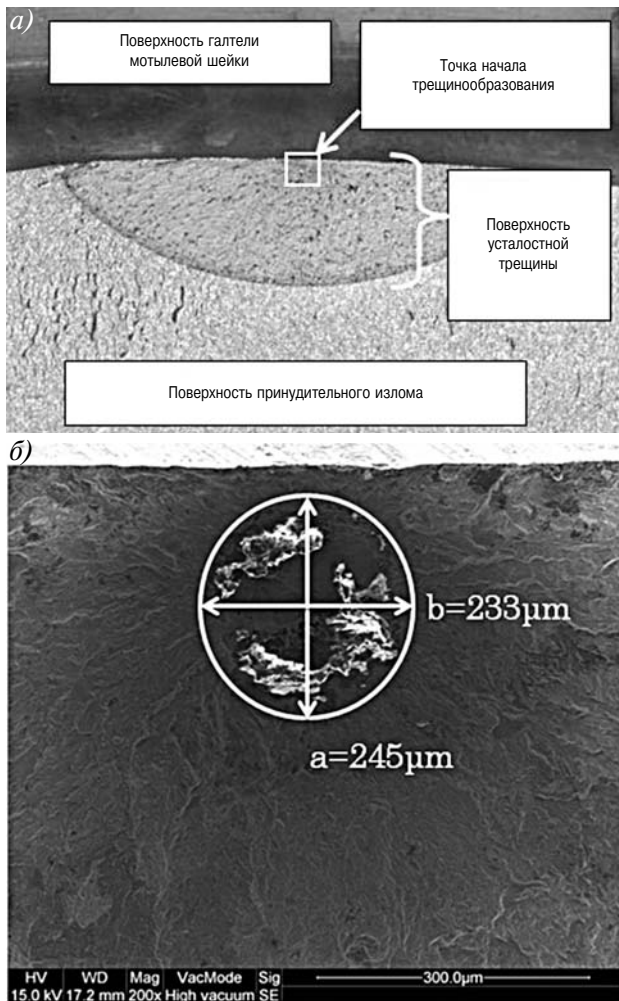 а)
Поверхность галтели
мотылевой шейки
Точка начала
трещинообразования
Поверхность
усталостной
трещины
Поверхность принудительного излома
б)
b=233µm
a=245µm
HV WD Mag VacMode Sig
15.0 kV 17.2 mm 200x High vacuum SE
300.0µm